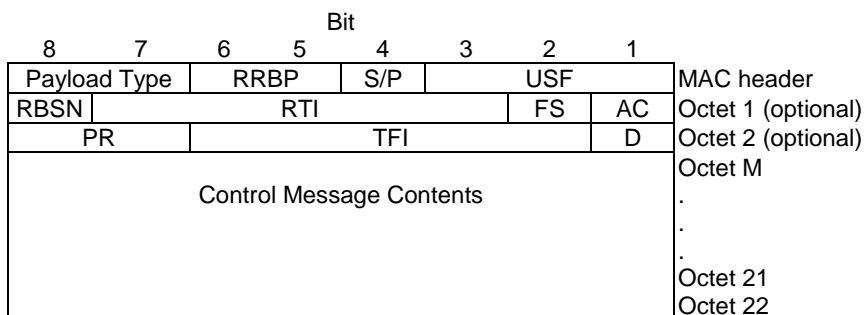 Bit
8 7 6 5 4 3 2 1
Payload Type RRBP S/P USF MAC header
RBSN RTI FS AC Octet 1 (optional)
PR TFI D Octet 2 (optional)
Octet M
Control Message Contents .
.
.
Octet 21
Octet 22